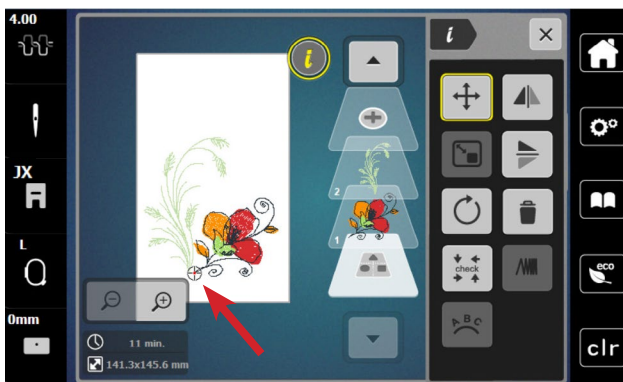 4.00
JX
L
0mm
i
i
2
1
check
A B C
11 min.
141.3x145.6 mm
eco
clr